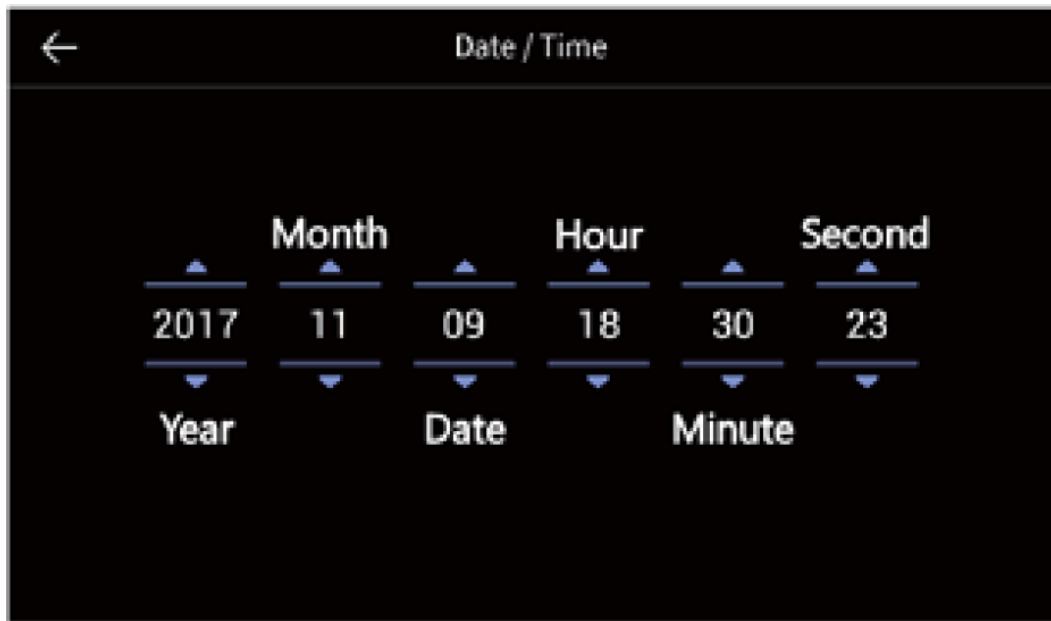 Date / Time
Month Hour Second
2017 11 09 18 30 23
Year Date Minute